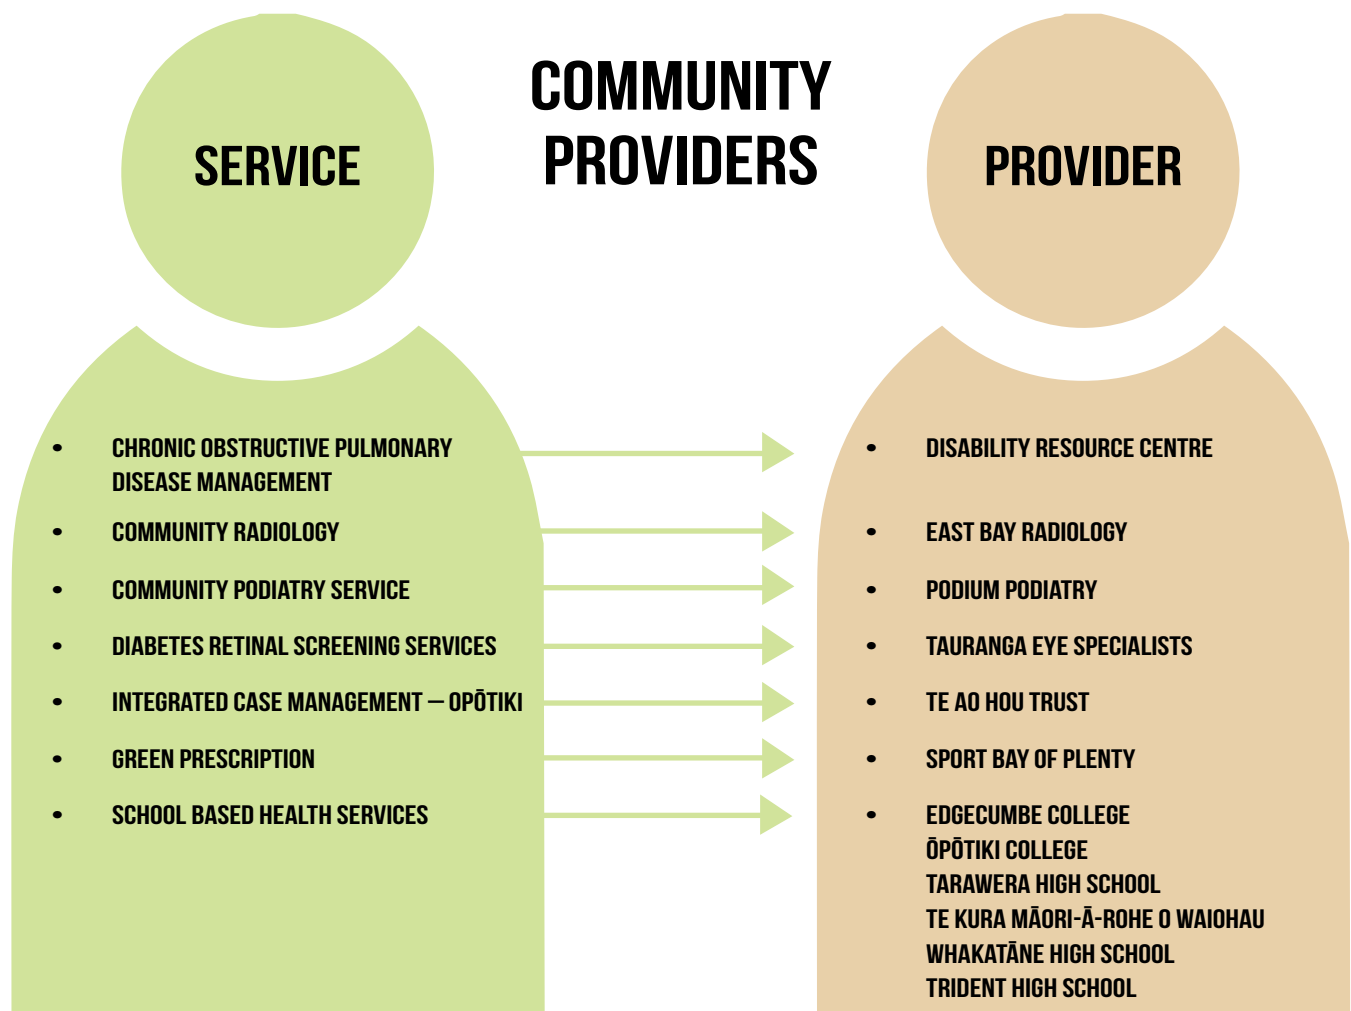 COMMUNITY
PROVIDERS
SERVICE
• CHRONIC OBSTRUCTIVE PULMONARY
DISEASE MANAGEMENT
• COMMUNITY RADIOLOGY
• COMMUNITY PODIATRY SERVICE
• DIABETES RETINAL SCREENING SERVICES
• INTEGRATED CASE MANAGEMENT – OPŌTIKI
• GREEN PRESCRIPTION
• SCHOOL BASED HEALTH SERVICES
PROVIDER
• DISABILITY RESOURCE CENTRE
• EAST BAY RADIOLOGY
• PODIUM PODIATRY
• TAURANGA EYE SPECIALISTS
• TE AO HOU TRUST
• SPORT BAY OF PLENTY
• EDGECUMBE COLLEGE
ŌPŌTIKI COLLEGE
TARAWERA HIGH SCHOOL
TE KURA MĀORI-Ā-ROHE O WAIOHAU
WHAKATĀNE HIGH SCHOOL
TRIDENT HIGH SCHOOL